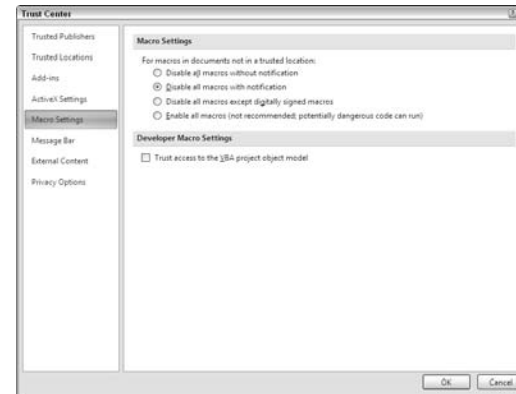 Trust Center
Trusted Publishers
Trusted Locations
Add-ins
ActiveX Settings
Macro Settings
Message Bar
External Content
Privacy Options
Macro Settings
For macros in documents not in a trusted location:
Disable all macros without notification
Disable all macros with notification
Disable all macros except digitally signed macros
Enable all macros (not recommended; potentially dangerous code can run)
Developer Macro Settings
Trust access to the VBA project object model
OK
Cancel